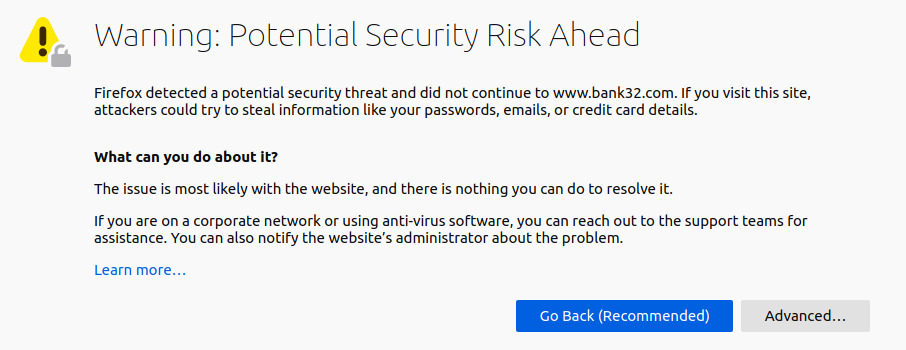 Warning: Potential Security Risk Ahead
Firefox detected a potential security threat and did not continue to www.bank32.com. If you visit this site,
attackers could try to steal information like your passwords, emails, or credit card details.
What can you do about it?
The issue is most likely with the website, and there is nothing you can do to resolve it.
If you are on a corporate network or using anti-virus software, you can reach out to the support teams for
assistance. You can also notify the website’s administrator about the problem.
Learn more…
Go Back (Recommended)
Advanced…